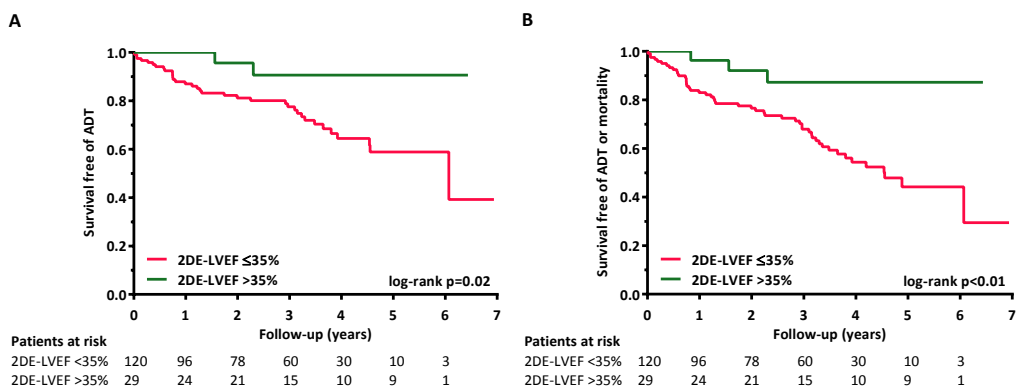 A
Survival free of ADT
1.0
0.8
0.6
0.4
0.2
0.0
2DE-LVEF ≤35%
2DE-LVEF >35%
log-rank p=0.02
0 1 2 3 4 5 6 7
Follow-up (years)
Patients at risk
2DE-LVEF <35% 120 96 78 60 30 10 3
2DE-LVEF >35% 29 24 21 15 10 9 1
B
Survival free of ADT or mortality
1.0
0.8
0.6
0.4
0.2
0.0
2DE-LVEF ≤35%
2DE-LVEF >35%
log-rank p<0.01
0 1 2 3 4 5 6 7
Follow-up (years)
Patients at risk
2DE-LVEF <35% 120 96 78 60 30 10 3
2DE-LVEF >35% 29 24 21 15 10 9 1